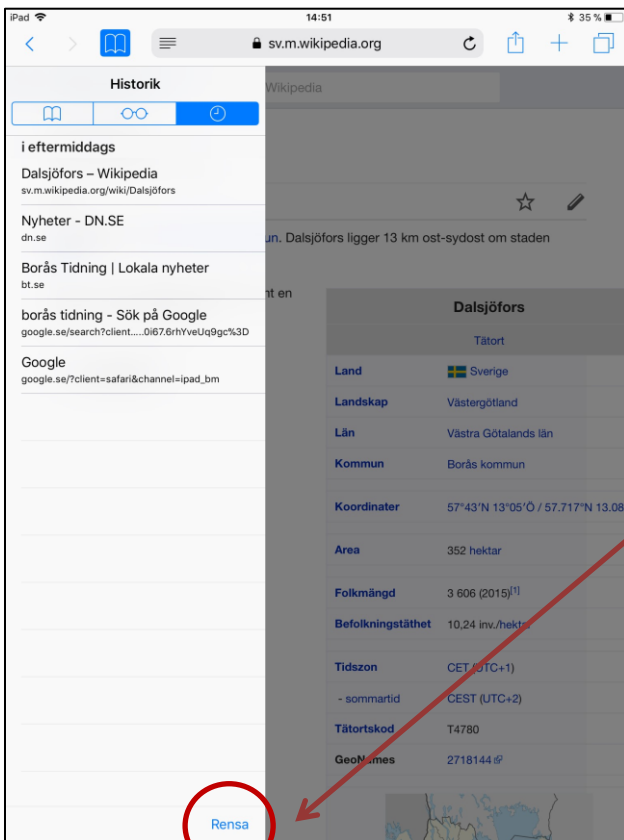 iPad 14:51 35 %
sv.m.wikipedia.org
Historik
Wikipedia
i eftermiddags
Dalsjöfors – Wikipedia
sv.m.wikipedia.org/wiki/Dalsjöfors
Nyheter - DN.SE
dn.se
un. Dalsjöfors ligger 13 km ost-sydost om staden
Borås Tidning | Lokala nyheter
bt.se
nt en
borås tidning - Sök på Google
google.se/search?client.....0i67.6rhYveUq9gc%3D
Google
google.se/?client=safari&channel=ipad_bm
Dalsjöfors
Tätort
Land Sverige
Landskap Västergötland
Län Västra Götalands län
Kommun Borås kommun
Koordinater 57°43′N 13°05′Ö / 57.717°N 13.08
Area 352 hektar
Folkmängd 3 606 (2015)[1]
Befolkningstäthet 10,24 inv./hektar
Tidszon CET (UTC+1)
- sommartid CEST (UTC+2)
Tätortskod T4780
GeoNames 2718144
Rensa